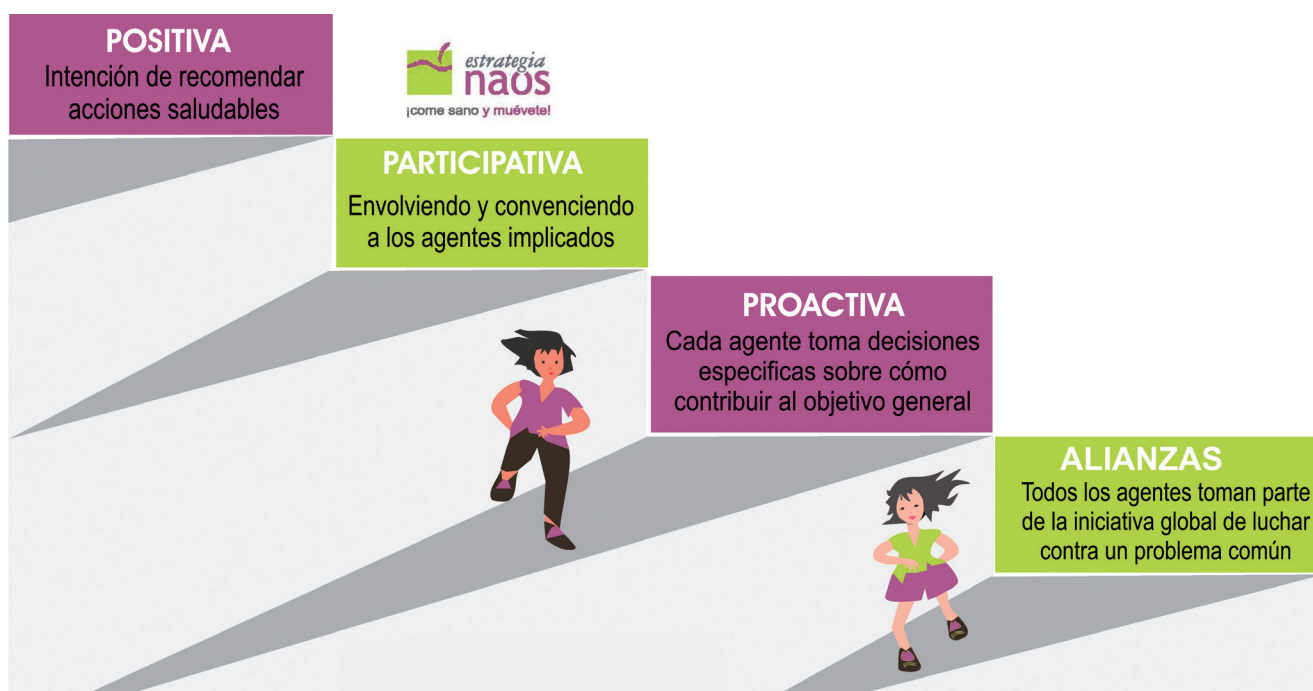 POSITIVA
Intención de recomendar
acciones saludables
estrategia
naos
¡come sano y muévete!
PARTICIPATIVA
Envolviendo y convenciendo
a los agentes implicados
PROACTIVA
Cada agente toma decisiones
especificas sobre cómo
contribuir al objetivo general
ALIANZAS
Todos los agentes toman parte
de la iniciativa global de luchar
contra un problema común